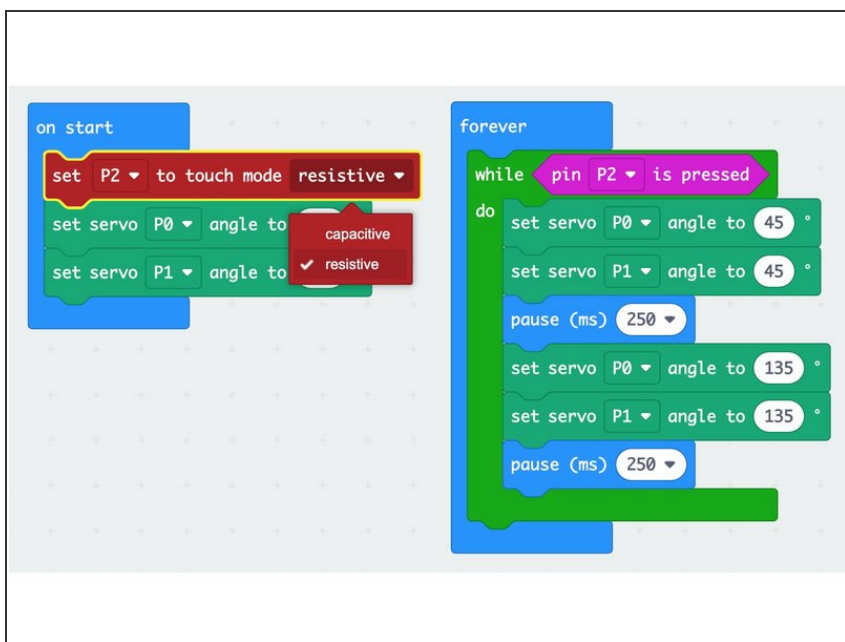 on start
set P2 to touch mode resistive
set servo P0 angle to
set servo P1 angle to
capacitive
resistive
forever
while pin P2 is pressed
do
set servo P0 angle to 45 °
set servo P1 angle to 45 °
pause (ms) 250
set servo P0 angle to 135 °
set servo P1 angle to 135 °
pause (ms) 250